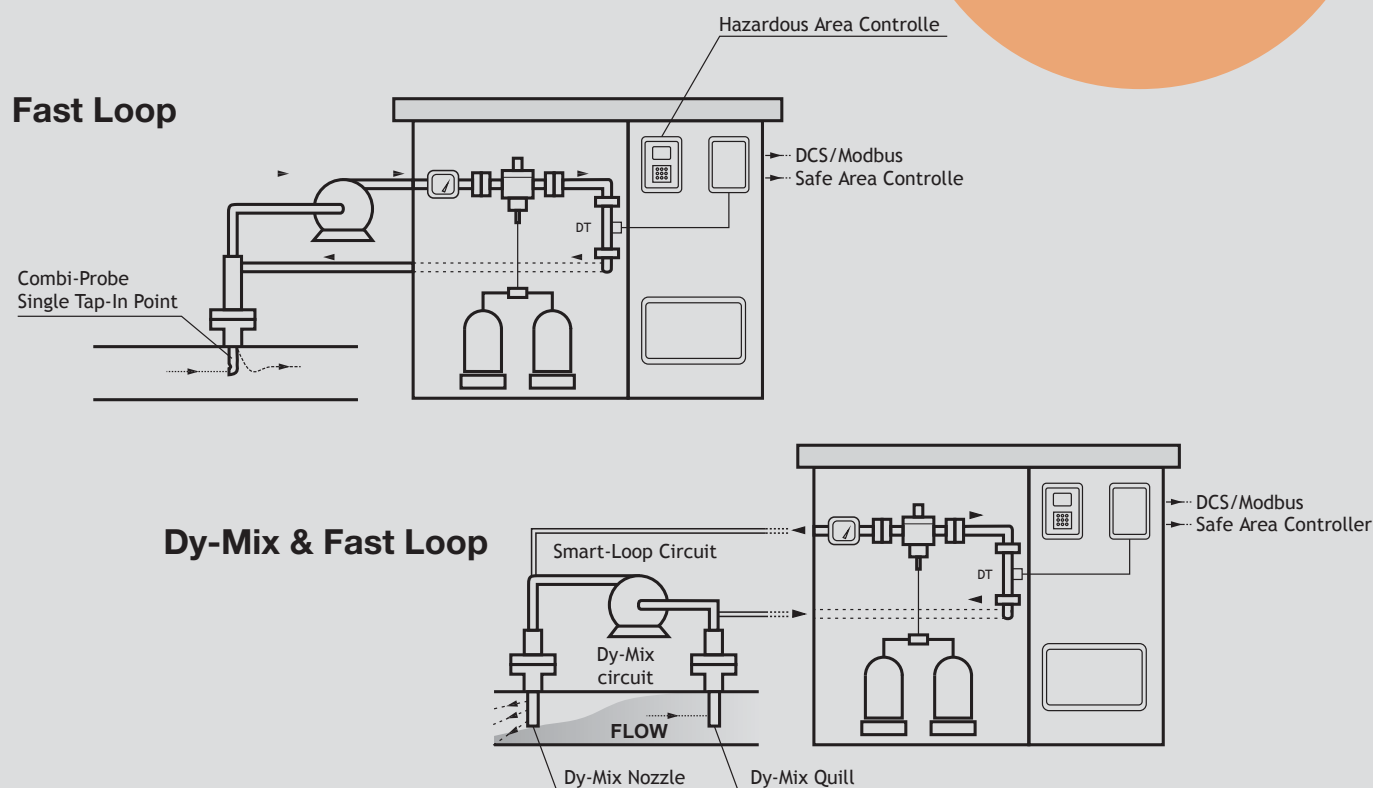 Hazardous Area Controlle
Fast Loop
DCS/Modbus
Safe Area Controlle
DT
Combi-Probe
Single Tap-In Point
Dy-Mix & Fast Loop
DCS/Modbus
Safe Area Controller
Smart-Loop Circuit
DT
Dy-Mix
circuit
FLOW
Dy-Mix Nozzle
Dy-Mix Quill